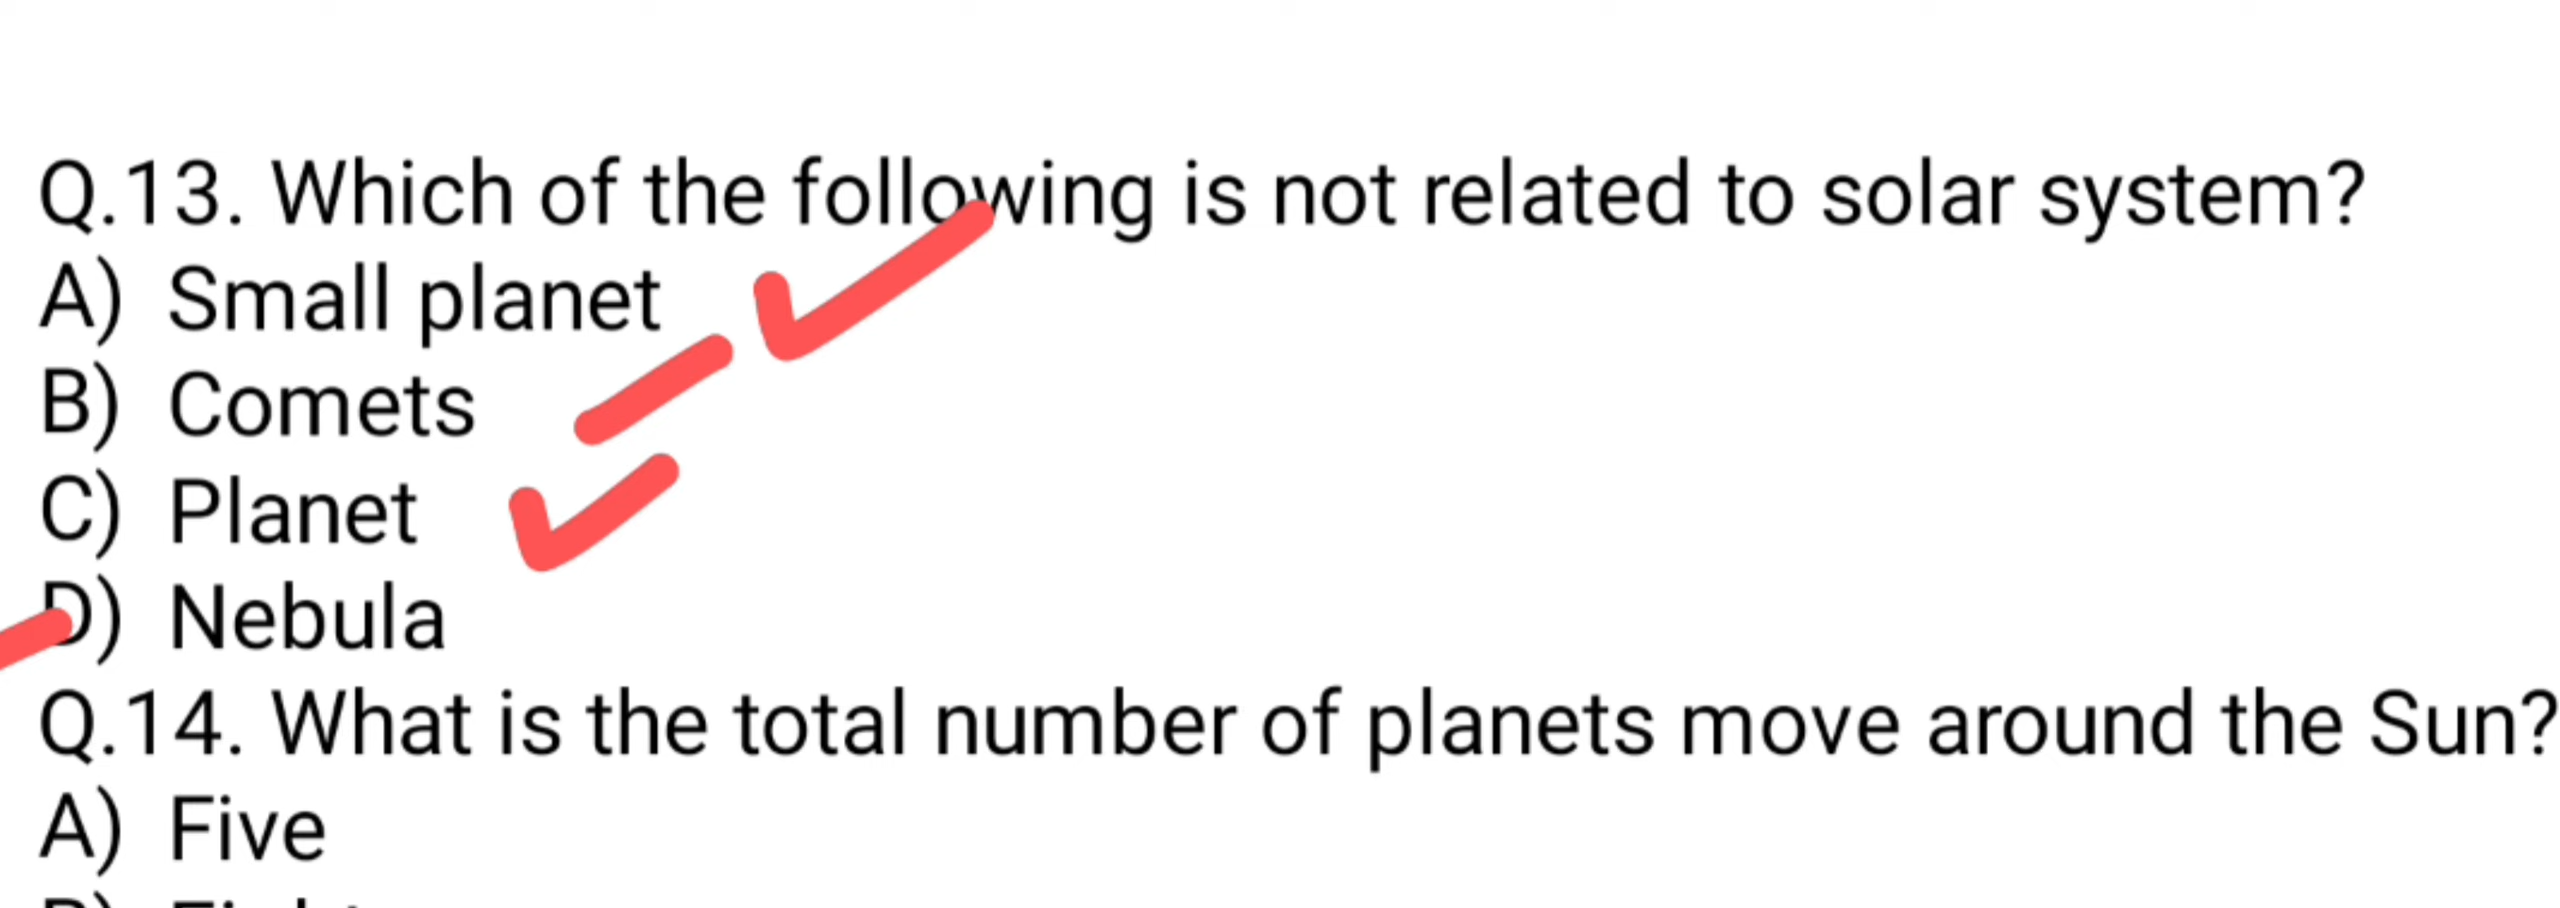 Q.13. Which of the following is not related to solar system?
A) Small planet
B) Comets
C) Planet
D) Nebula
Q.14. What is the total number of planets move around the Sun?
A) Five